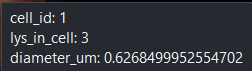 cell_id: 1
lys_in_cell: 3
diameter_um: 0.6268499952554702